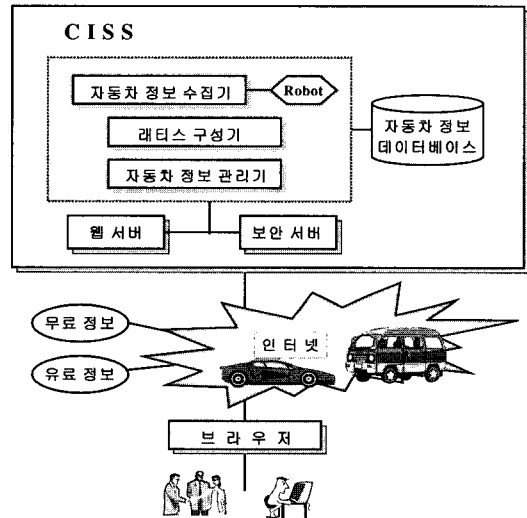 CISS
자동차 정보 수집기
Robot
래티스 구성기
자동차 정보 관리기
자동차 정보
데이터베이스
웹 서버
보안 서버
무료 정보
인 터 넷
유료 정보
브 라 우 저